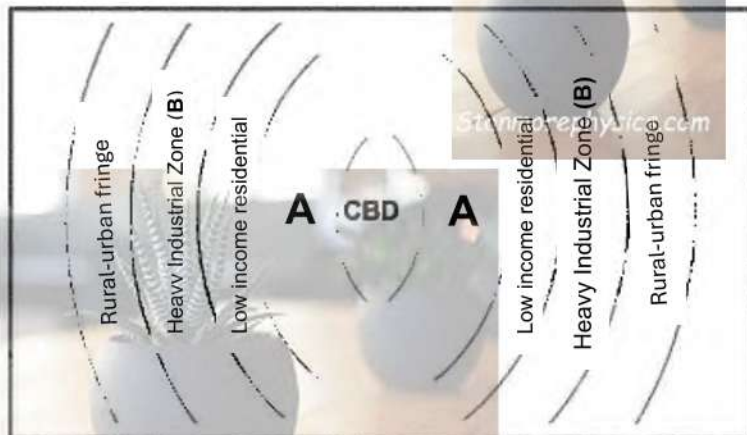 Stanmorephysics.com
Rural-urban fringe
Heavy Industrial Zone (B)
Low income residential
A
CBD
A
Low income residential
Heavy Industrial Zone (B)
Rural-urban fringe